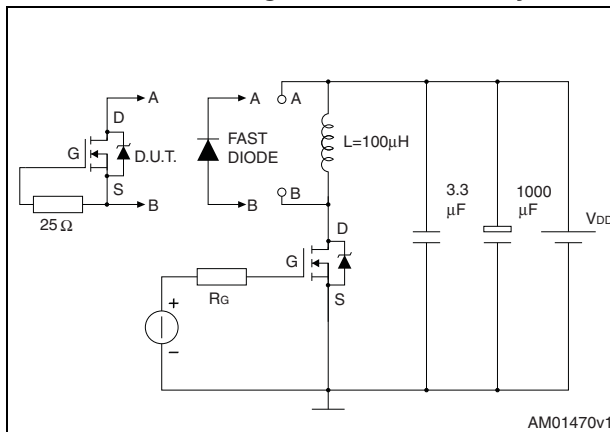 A
A
A
D
G
D.U.T.
FAST
DIODE
L=100µH
S
B
B
B
25 Ω
3.3
µF
1000
µF
VDD
D
G
RG
S
+
−
AM01470v1